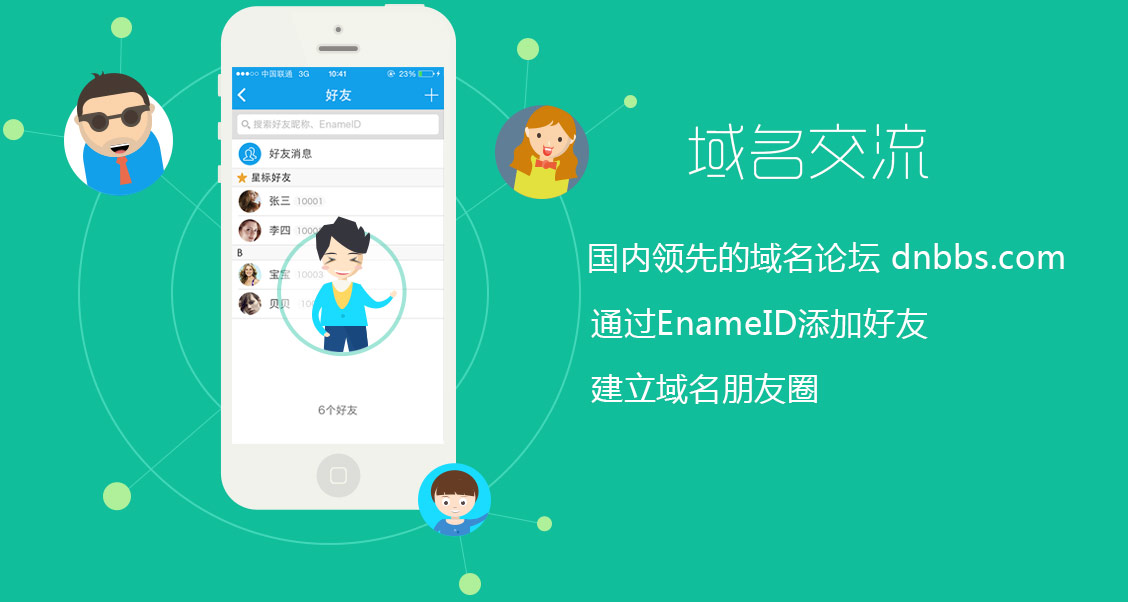 中国联通 3G 10:41 23%
好友
搜索好友昵称、EnameID
好友消息
星标好友
张三 10001
李四
B
宝宝 10003
贝贝
6个好友
域名交流
国内领先的域名论坛 dnbbs.com
通过EnameID添加好友
建立域名朋友圈